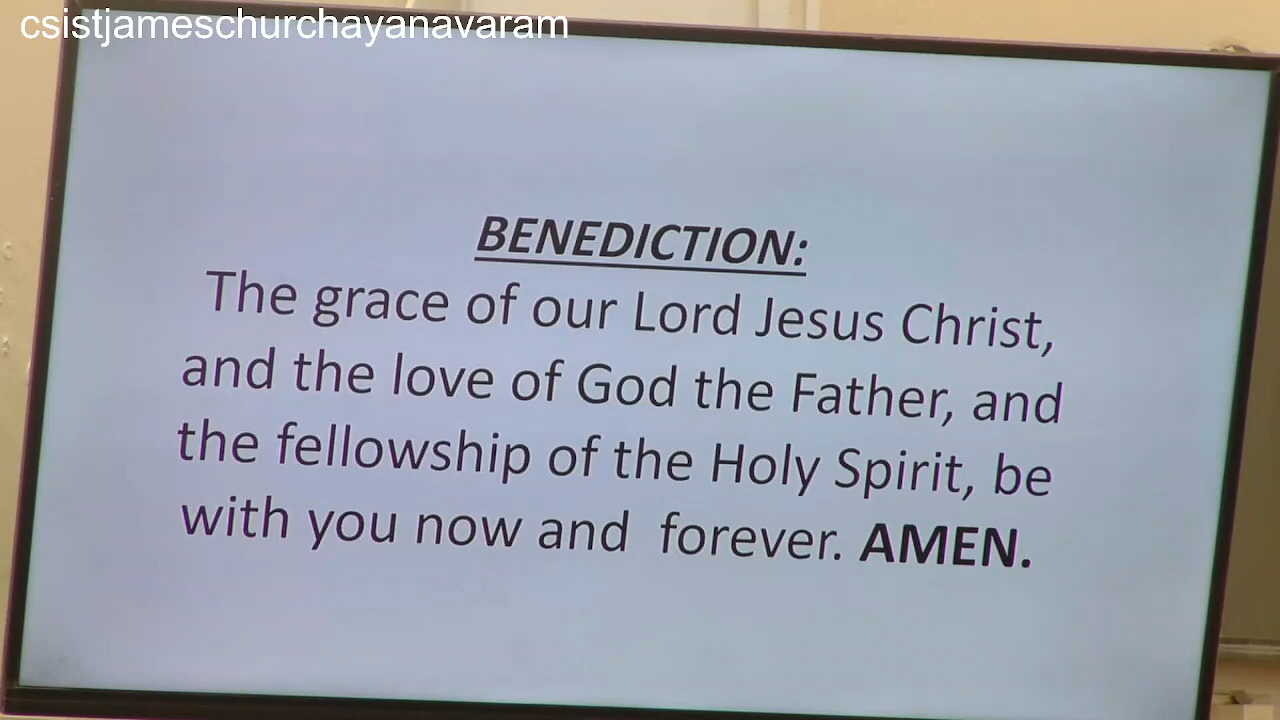 csistjameschurchayanavaram
BENEDICTION:
The grace of our Lord Jesus Christ,
and the love of God the Father, and
the fellowship of the Holy Spirit, be
with you now and  forever. AMEN.